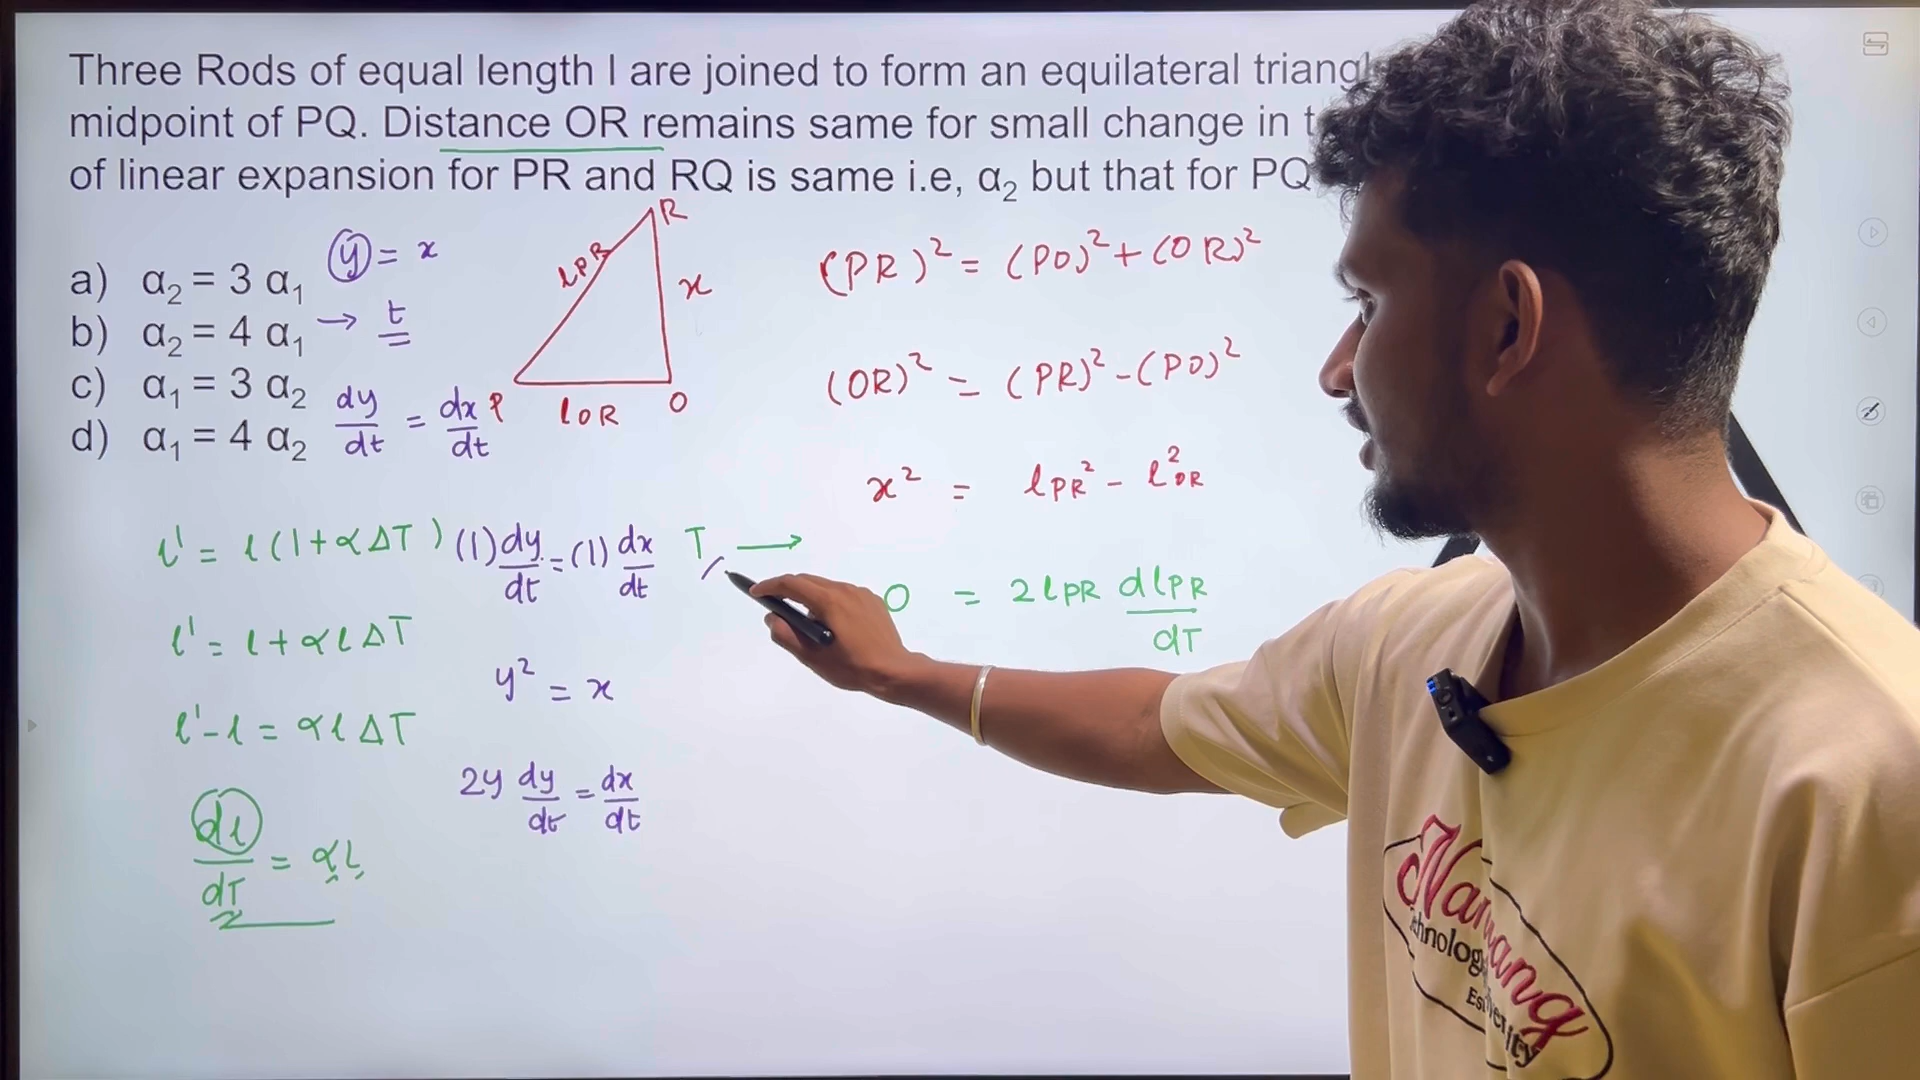 Three Rods of equal length l are joined to form an equilateral triangl
midpoint of PQ. Distance OR remains same for small change in t
of linear expansion for PR and RQ is same i.e, α₂ but that for PQ
a) α₂ = 3 α₁
b) α₂ = 4 α₁
c) α₁ = 3 α₂
d) α₁ = 4 α₂
y = x
→ t
dy/dt = dx/dt
R
lPR
x
P
lOR
O
(PR)² = (PO)² + (OR)²
(OR)² = (PR)² - (PO)²
x² = lPR² - l²OR
l' = l(1+αΔT)
(1) dy/dt = (1) dx/dt
T →
0 = 2lPR dlPR/dT
l' = l + αlΔT
y² = x
l' - l = αlΔT
2y dy/dt = dx/dt
dl/dT = αl
Est